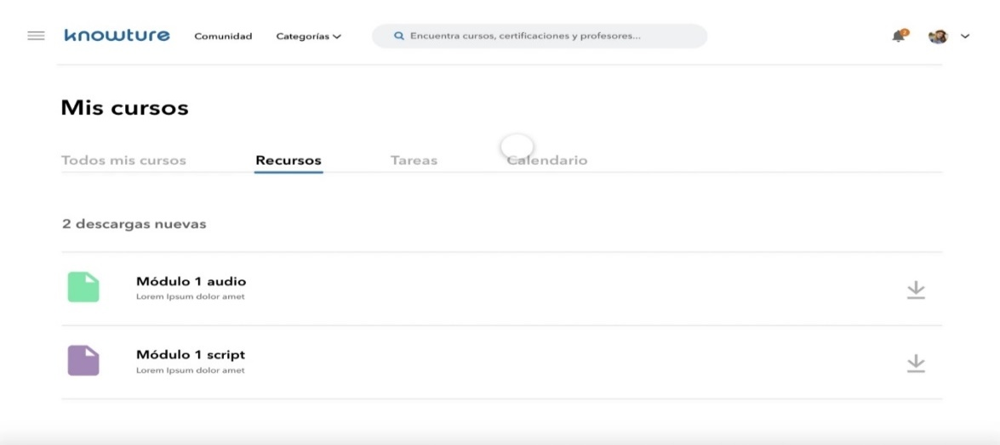 knowture Comunidad Categorías Encuentra cursos, certificaciones y profesores...
Mis cursos
Todos mis cursos Recursos Tareas Calendario
2 descargas nuevas
Módulo 1 audio
Lorem Ipsum dolor amet
Módulo 1 script
Lorem Ipsum dolor amet